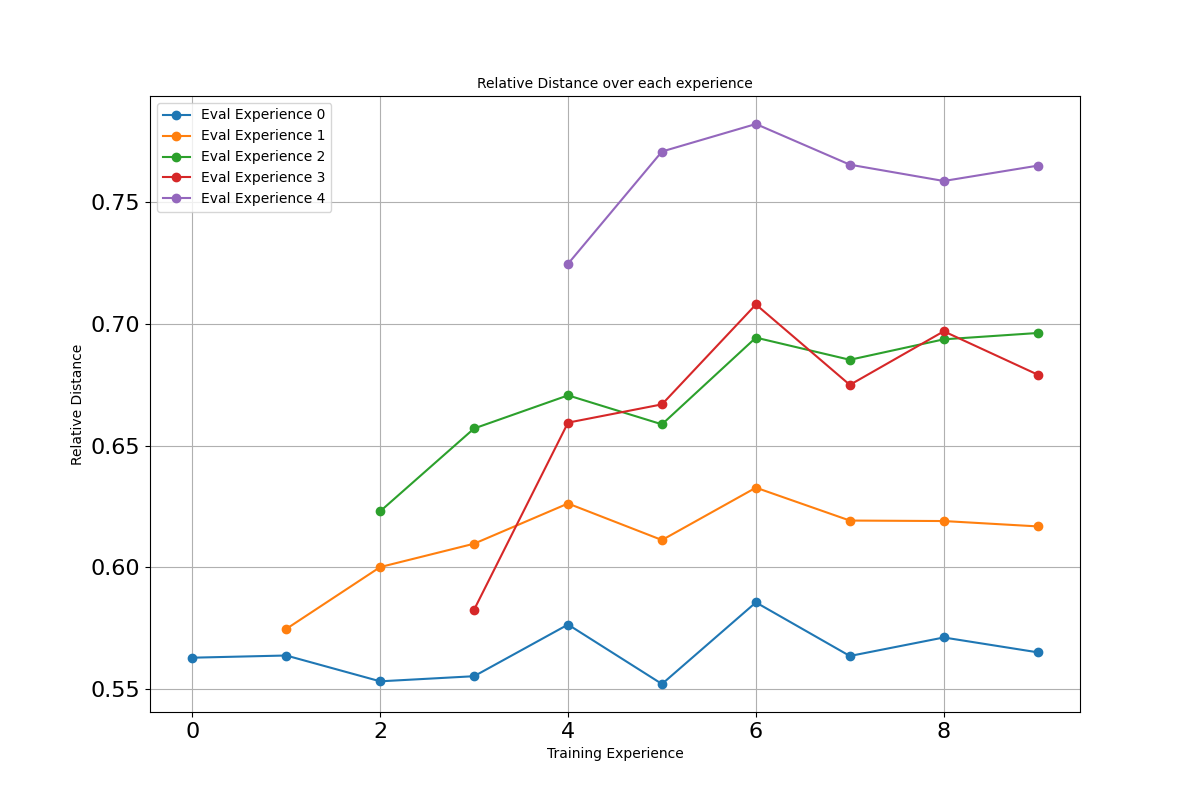 Relative Distance over each experience
Eval Experience 0
Eval Experience 1
Eval Experience 2
Eval Experience 3
Eval Experience 4
0.75
0.70
0.65
0.60
0.55
Relative Distance
0 2 4 6 8
Training Experience